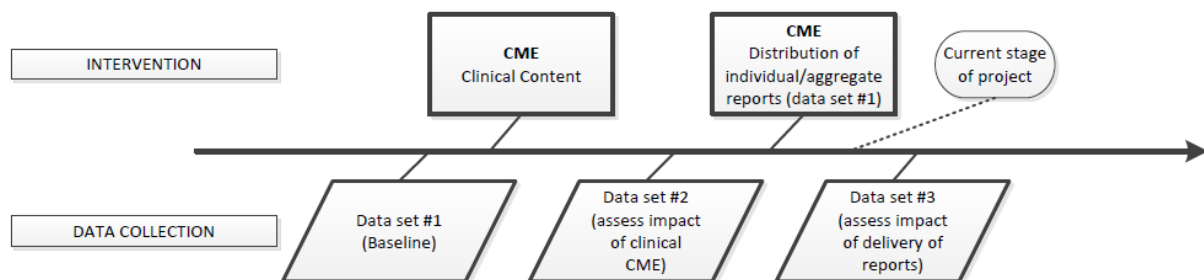 INTERVENTION
CME
Clinical Content
CME
Distribution of
individual/aggregate
reports (data set #1)
Current stage
of project
DATA COLLECTION
Data set #1
(Baseline)
Data set #2
(assess impact
of clinical
CME)
Data set #3
(assess impact
of delivery of
reports)